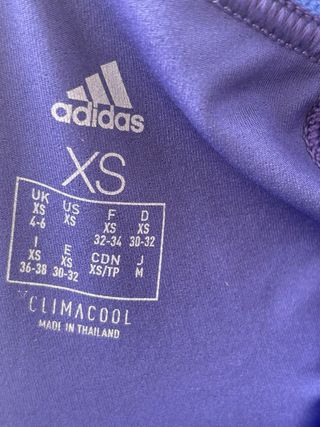 adidas
XS
UK US F D
XS XS XS XS
4-6 32-34 30-32
I E CDN J
XS XS XS/TP M
36-38 30-32
CLIMACOOL
MADE IN THAILAND